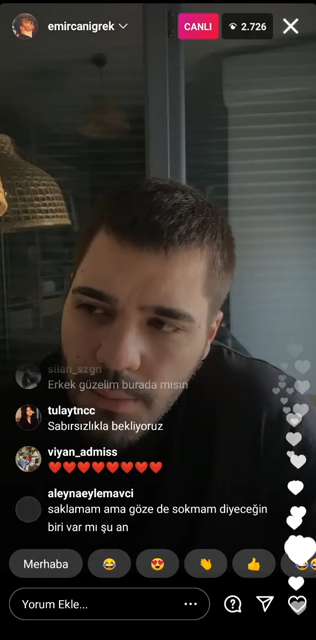 emircanigrek
CANLI
2.726
silan_szgn
Erkek güzelim burada mısın
tulaytncc
Sabırsızlıkla bekliyoruz
viyan_admiss
❤️❤️❤️❤️❤️❤️❤️❤️
aleynaeylemavci
saklamam ama göze de sokmam diyeceğin
biri var mı şu an
Merhaba 😂 😍 👏 👍
Yorum Ekle...